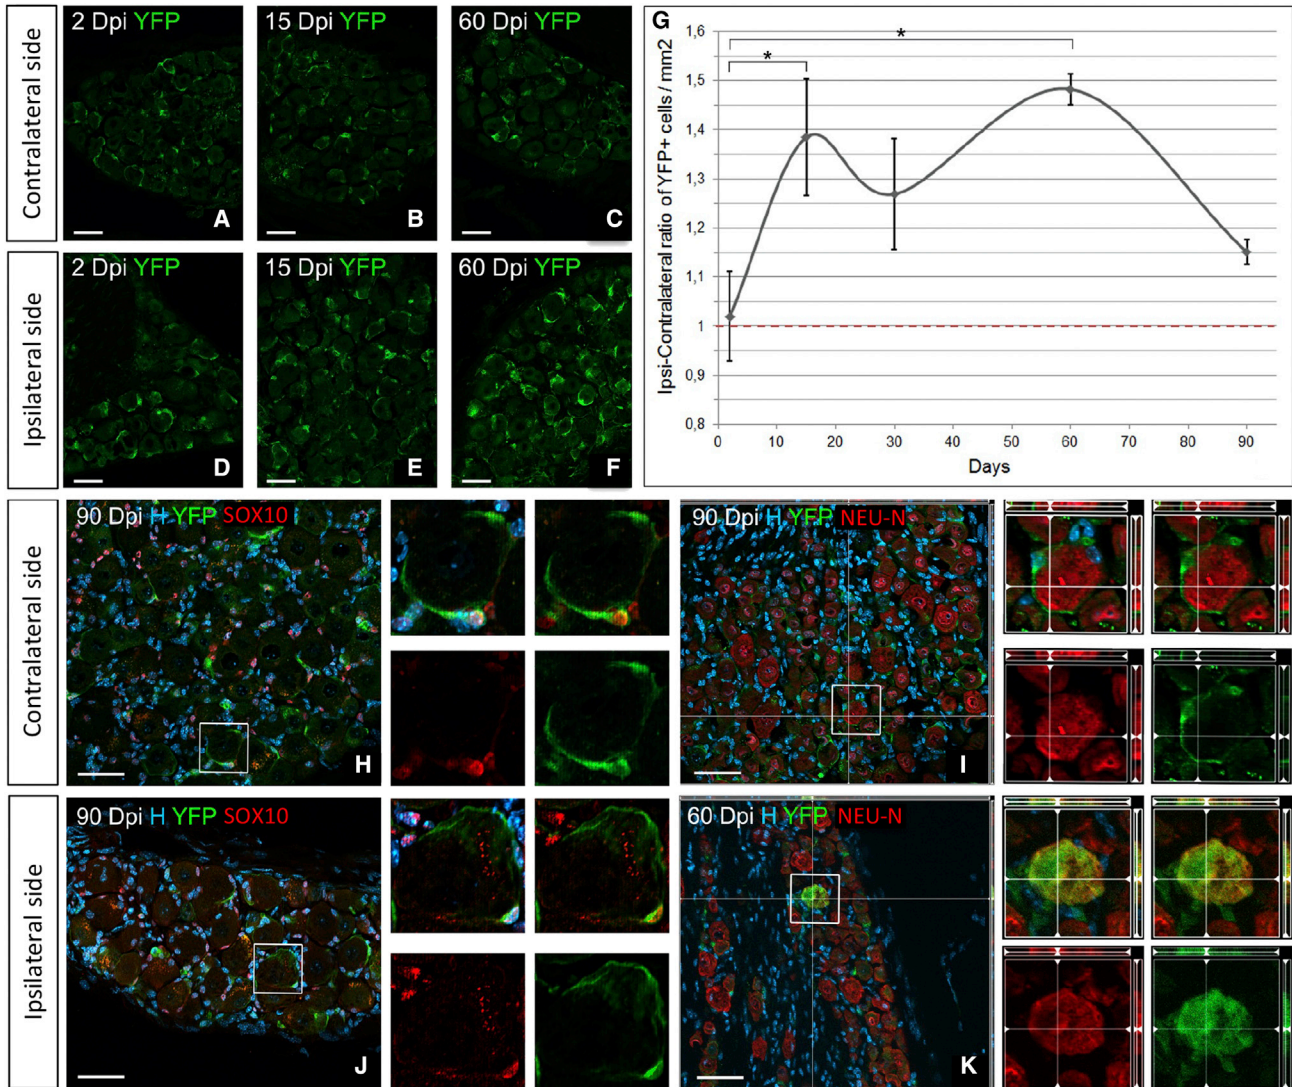 Contralateral side
2 Dpi YFP
A
15 Dpi YFP
B
60 Dpi YFP
C
Ipsilateral side
2 Dpi YFP
D
15 Dpi YFP
E
60 Dpi YFP
F
G
Ipsi-Contralateral ratio of YFP+ cells / mm2
1,6
1,5
1,4
1,3
1,2
1,1
1
0,9
0,8
*
*
0 10 20 30 40 50 60 70 80 90
Days
Contralateral side
90 Dpi H YFP SOX10
H
90 Dpi H YFP NEU-N
I
Ipsilateral side
90 Dpi H YFP SOX10
J
60 Dpi H YFP NEU-N
K